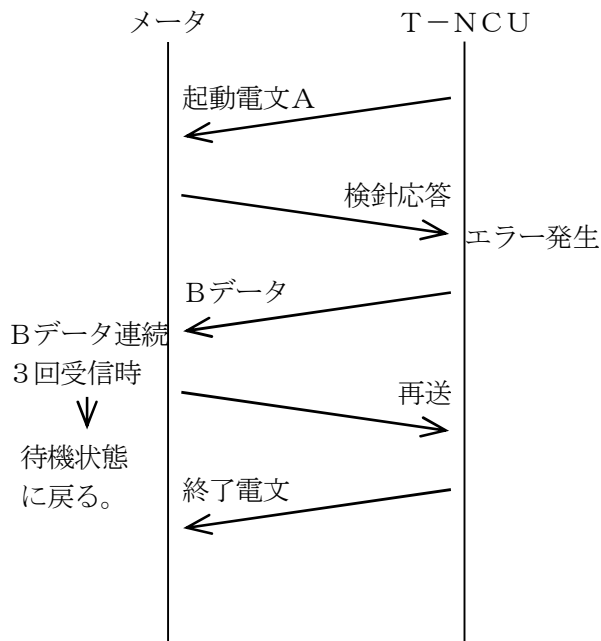 メータ
T－NCU
起動電文A
検針応答
エラー発生
Bデータ
Bデータ連続
3回受信時
再送
待機状態
に戻る。
終了電文